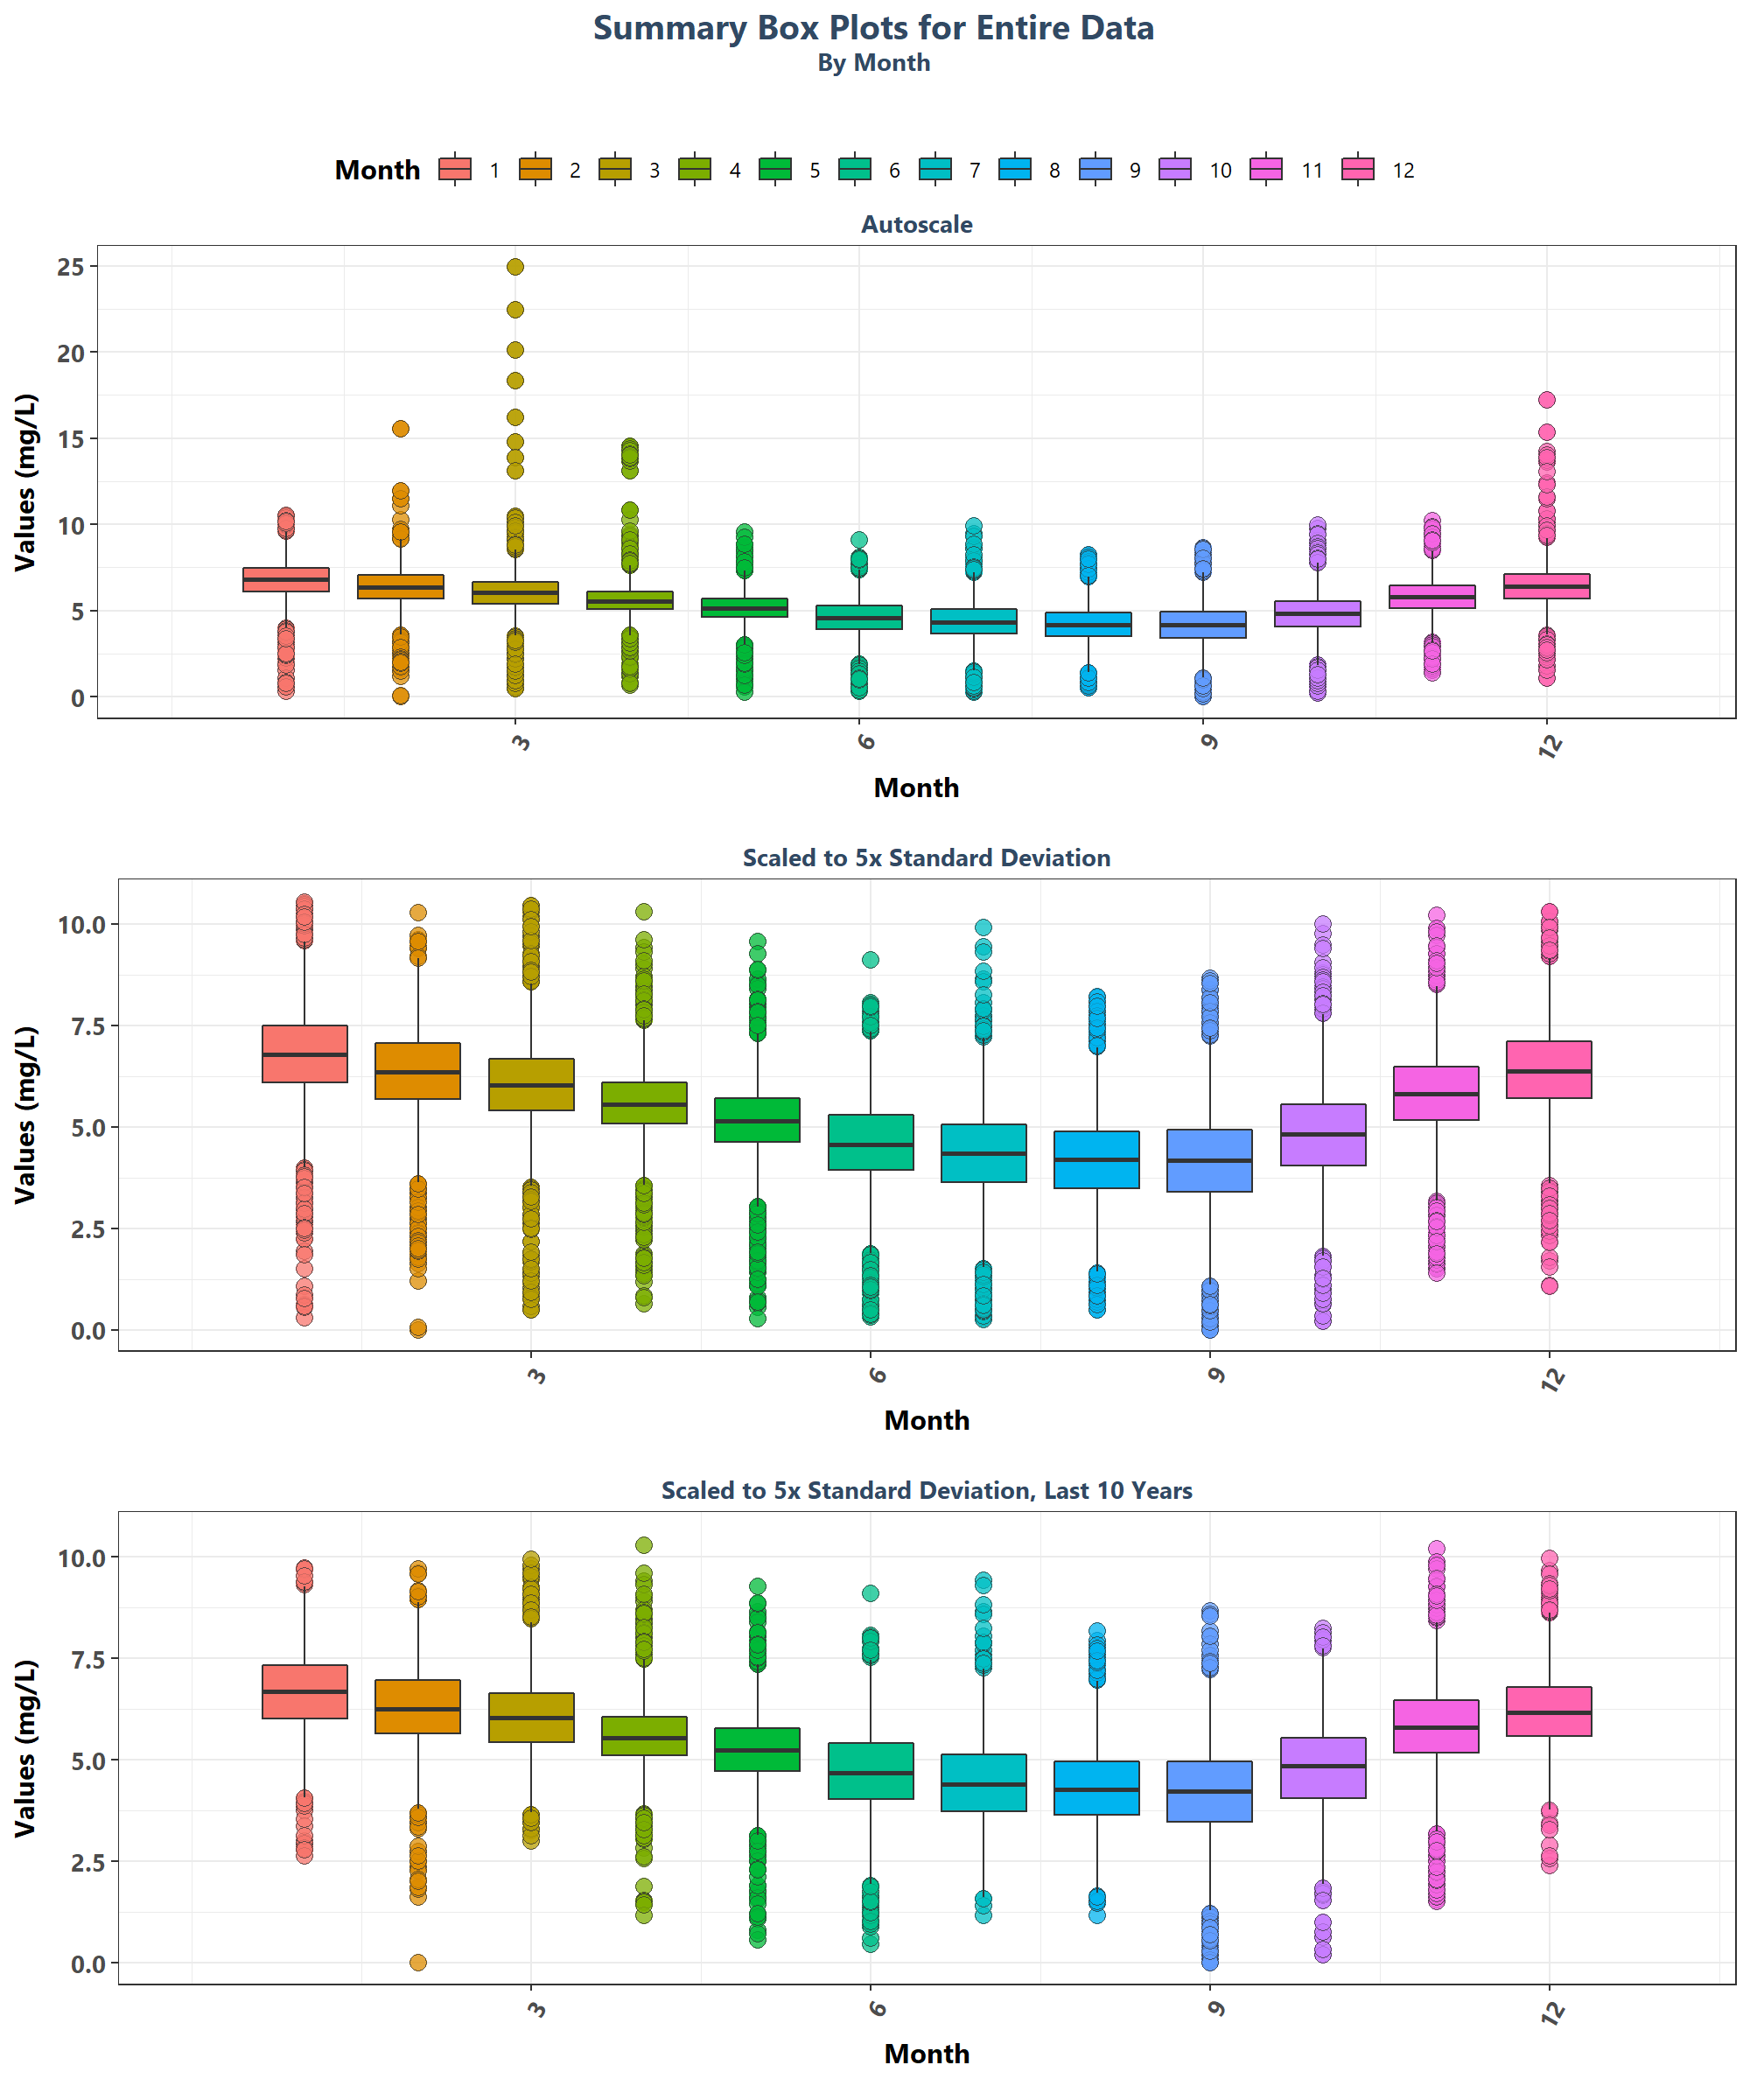 Summary Box Plots for Entire Data
By Month
Month 1 2 3 4 5 6 7 8 9 10 11 12
Autoscale
Values (mg/L)
25
20
15
10
5
0
3 6 9 12
Month
Scaled to 5x Standard Deviation
Values (mg/L)
10.0
7.5
5.0
2.5
0.0
3 6 9 12
Month
Scaled to 5x Standard Deviation, Last 10 Years
Values (mg/L)
10.0
7.5
5.0
2.5
0.0
3 6 9 12
Month